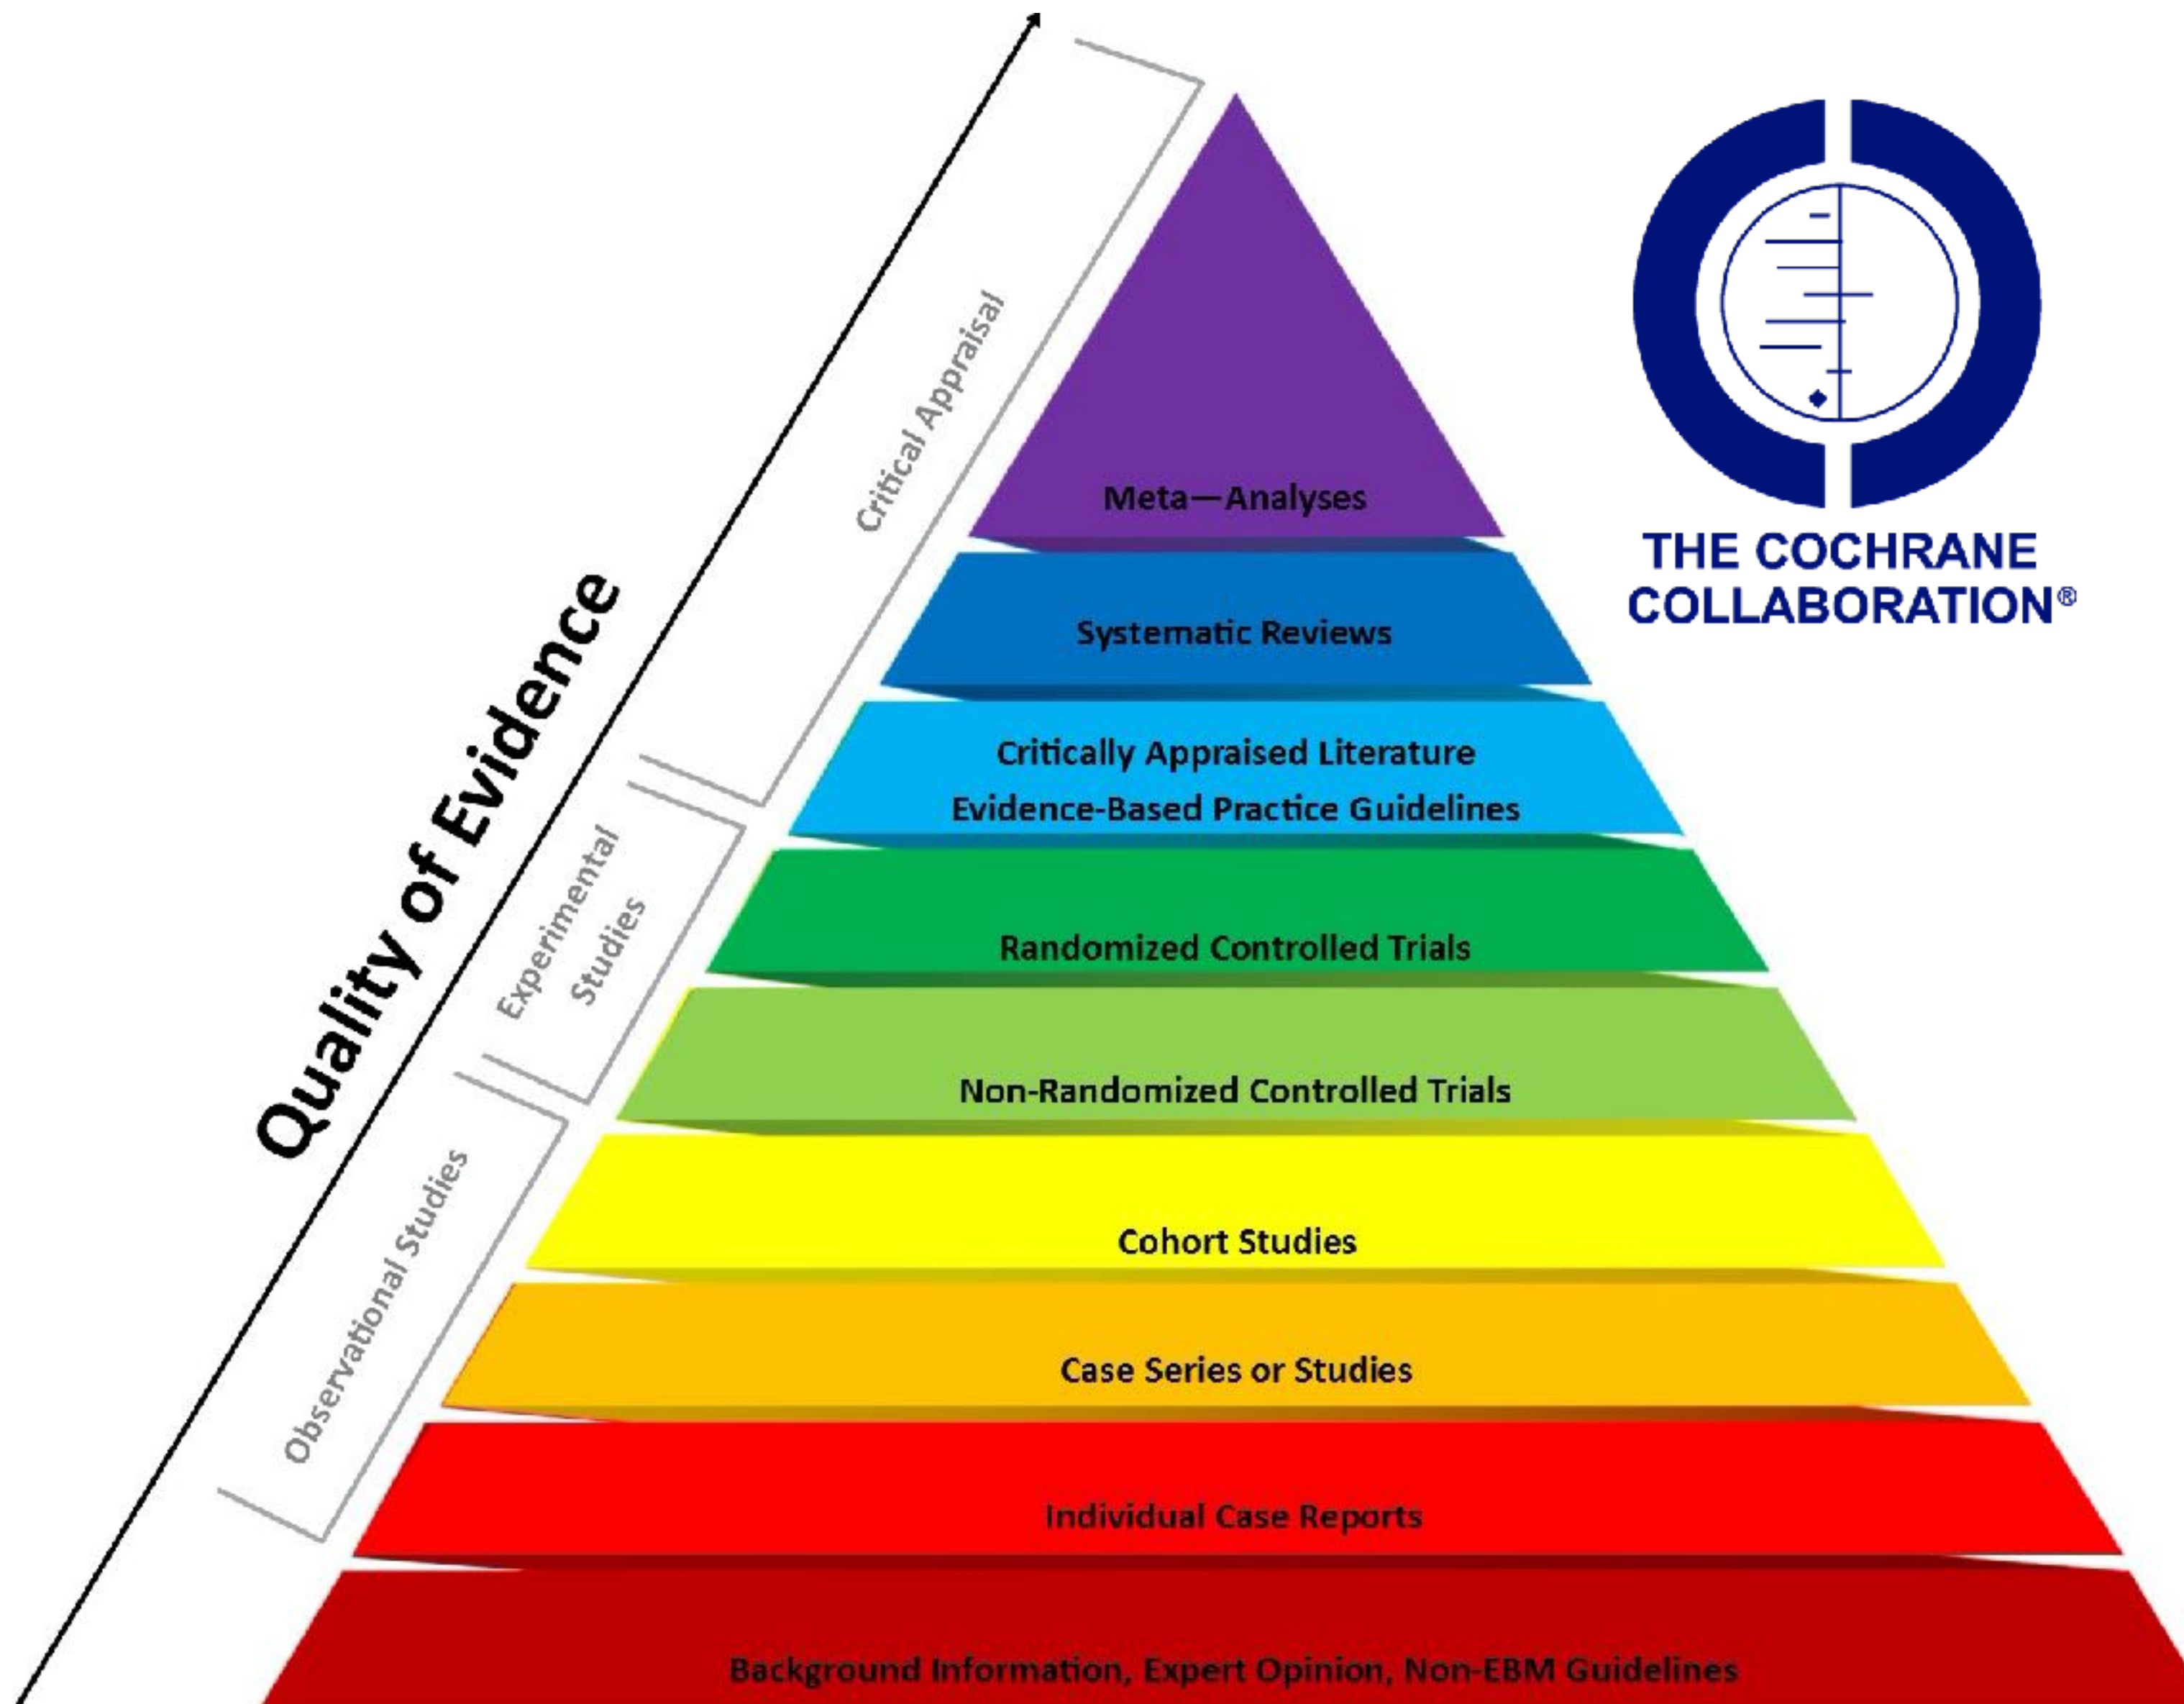 Quality of Evidence
Critical Appraisal
Experimental
Studies
Observational Studies
Meta—Analyses
Systematic Reviews
Critically Appraised Literature
Evidence-Based Practice Guidelines
Randomized Controlled Trials
Non-Randomized Controlled Trials
Cohort Studies
Case Series or Studies
Individual Case Reports
Background Information, Expert Opinion, Non-EBM Guidelines
THE COCHRANE
COLLABORATION®